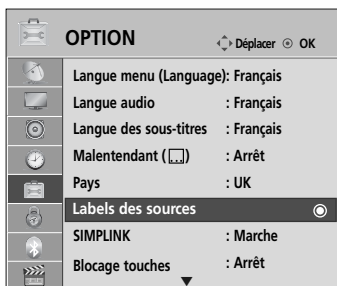 OPTION Déplacer OK
Langue menu (Language): Français
Langue audio : Français
Langue des sous-titres : Français
Malentendant ( ) : Arrêt
Pays : UK
Labels des sources
SIMPLINK : Marche
Blocage touches : Arrêt